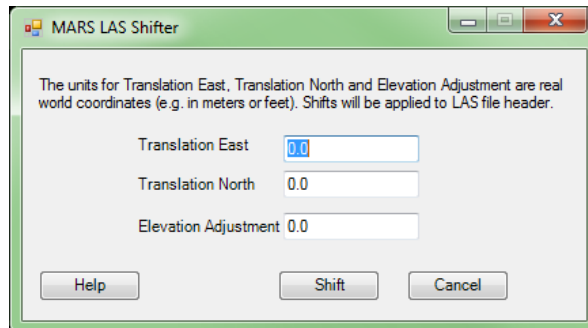 MARS LAS Shifter
The units for Translation East, Translation North and Elevation Adjustment are real
world coordinates (e.g. in meters or feet). Shifts will be applied to LAS file header.
Translation East 0.0
Translation North 0.0
Elevation Adjustment 0.0
Help Shift Cancel